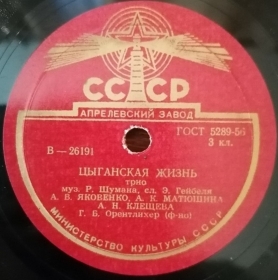 СССР
АПРЕЛЕВСКИЙ ЗАВОД
ГОСТ 5289-56
В—26191
3 кл.
ЦЫГАНСКАЯ ЖИЗНЬ
трио
муз. Р. Шумана, сл. Э. Гейбеля
А. В. ЯКОВЕНКО, А. К. МАТЮШИНА
А. Н. КЛЕЩЕВА
Г. Б. Орентлихер (ф-но)
МИНИСТЕРСТВО КУЛЬТУРЫ СССР